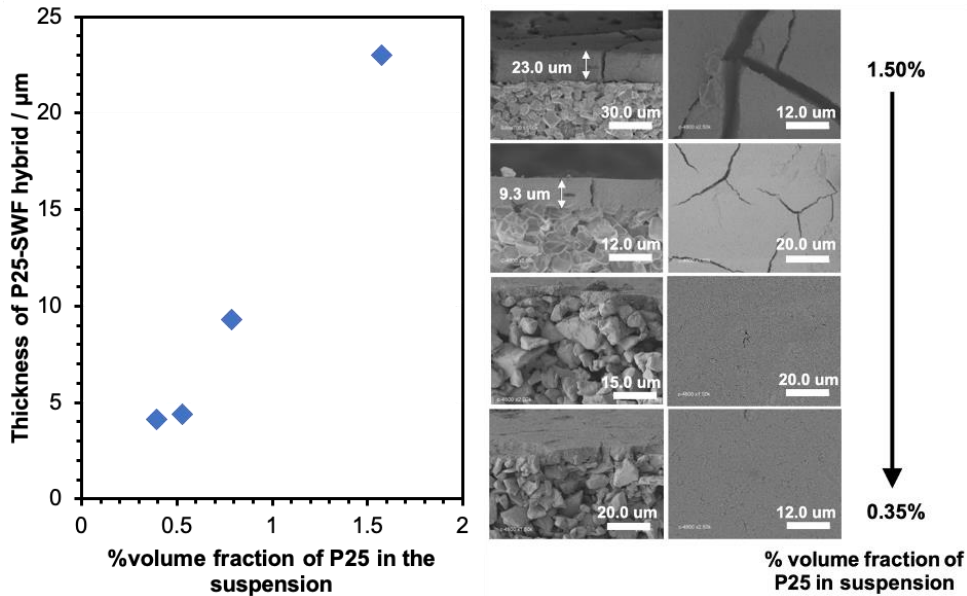 Thickness of P25-SWF hybrid / µm
25
20
15
10
5
0
0
0.5
1
1.5
2
%volume fraction of P25 in the
suspension
23.0 um
30.0 um
12.0 um
9.3 um
12.0 um
20.0 um
15.0 um
20.0 um
20.0 um
12.0 um
1.50%
0.35%
% volume fraction of
P25 in suspension